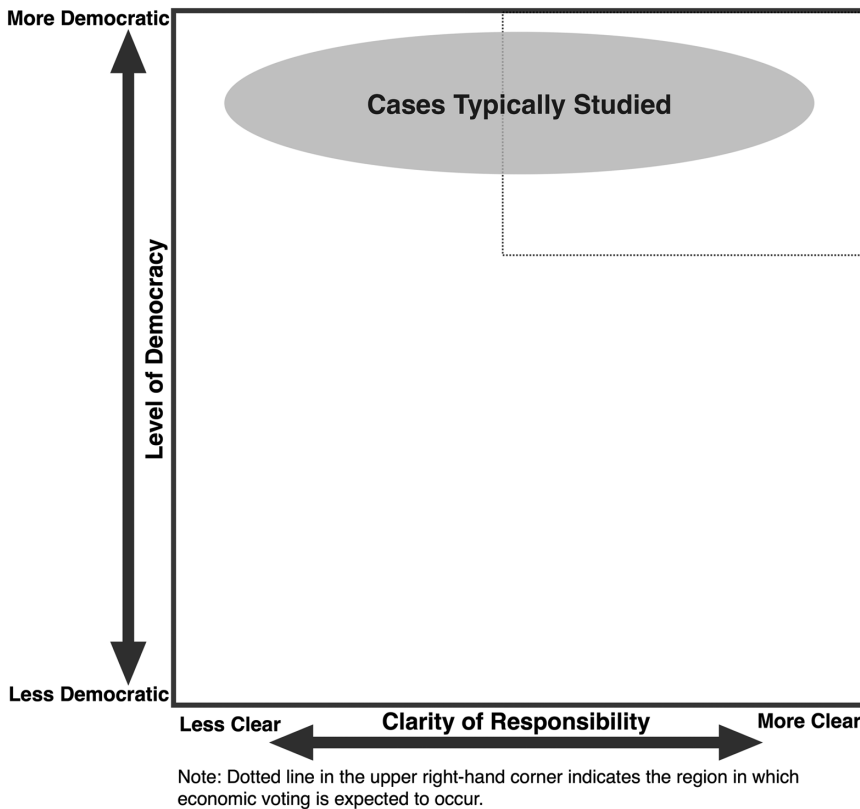 More Democratic
Cases Typically Studied
Level of Democracy
Less Democratic
Less Clear
Clarity of Responsibility
More Clear
Note: Dotted line in the upper right-hand corner indicates the region in which
economic voting is expected to occur.